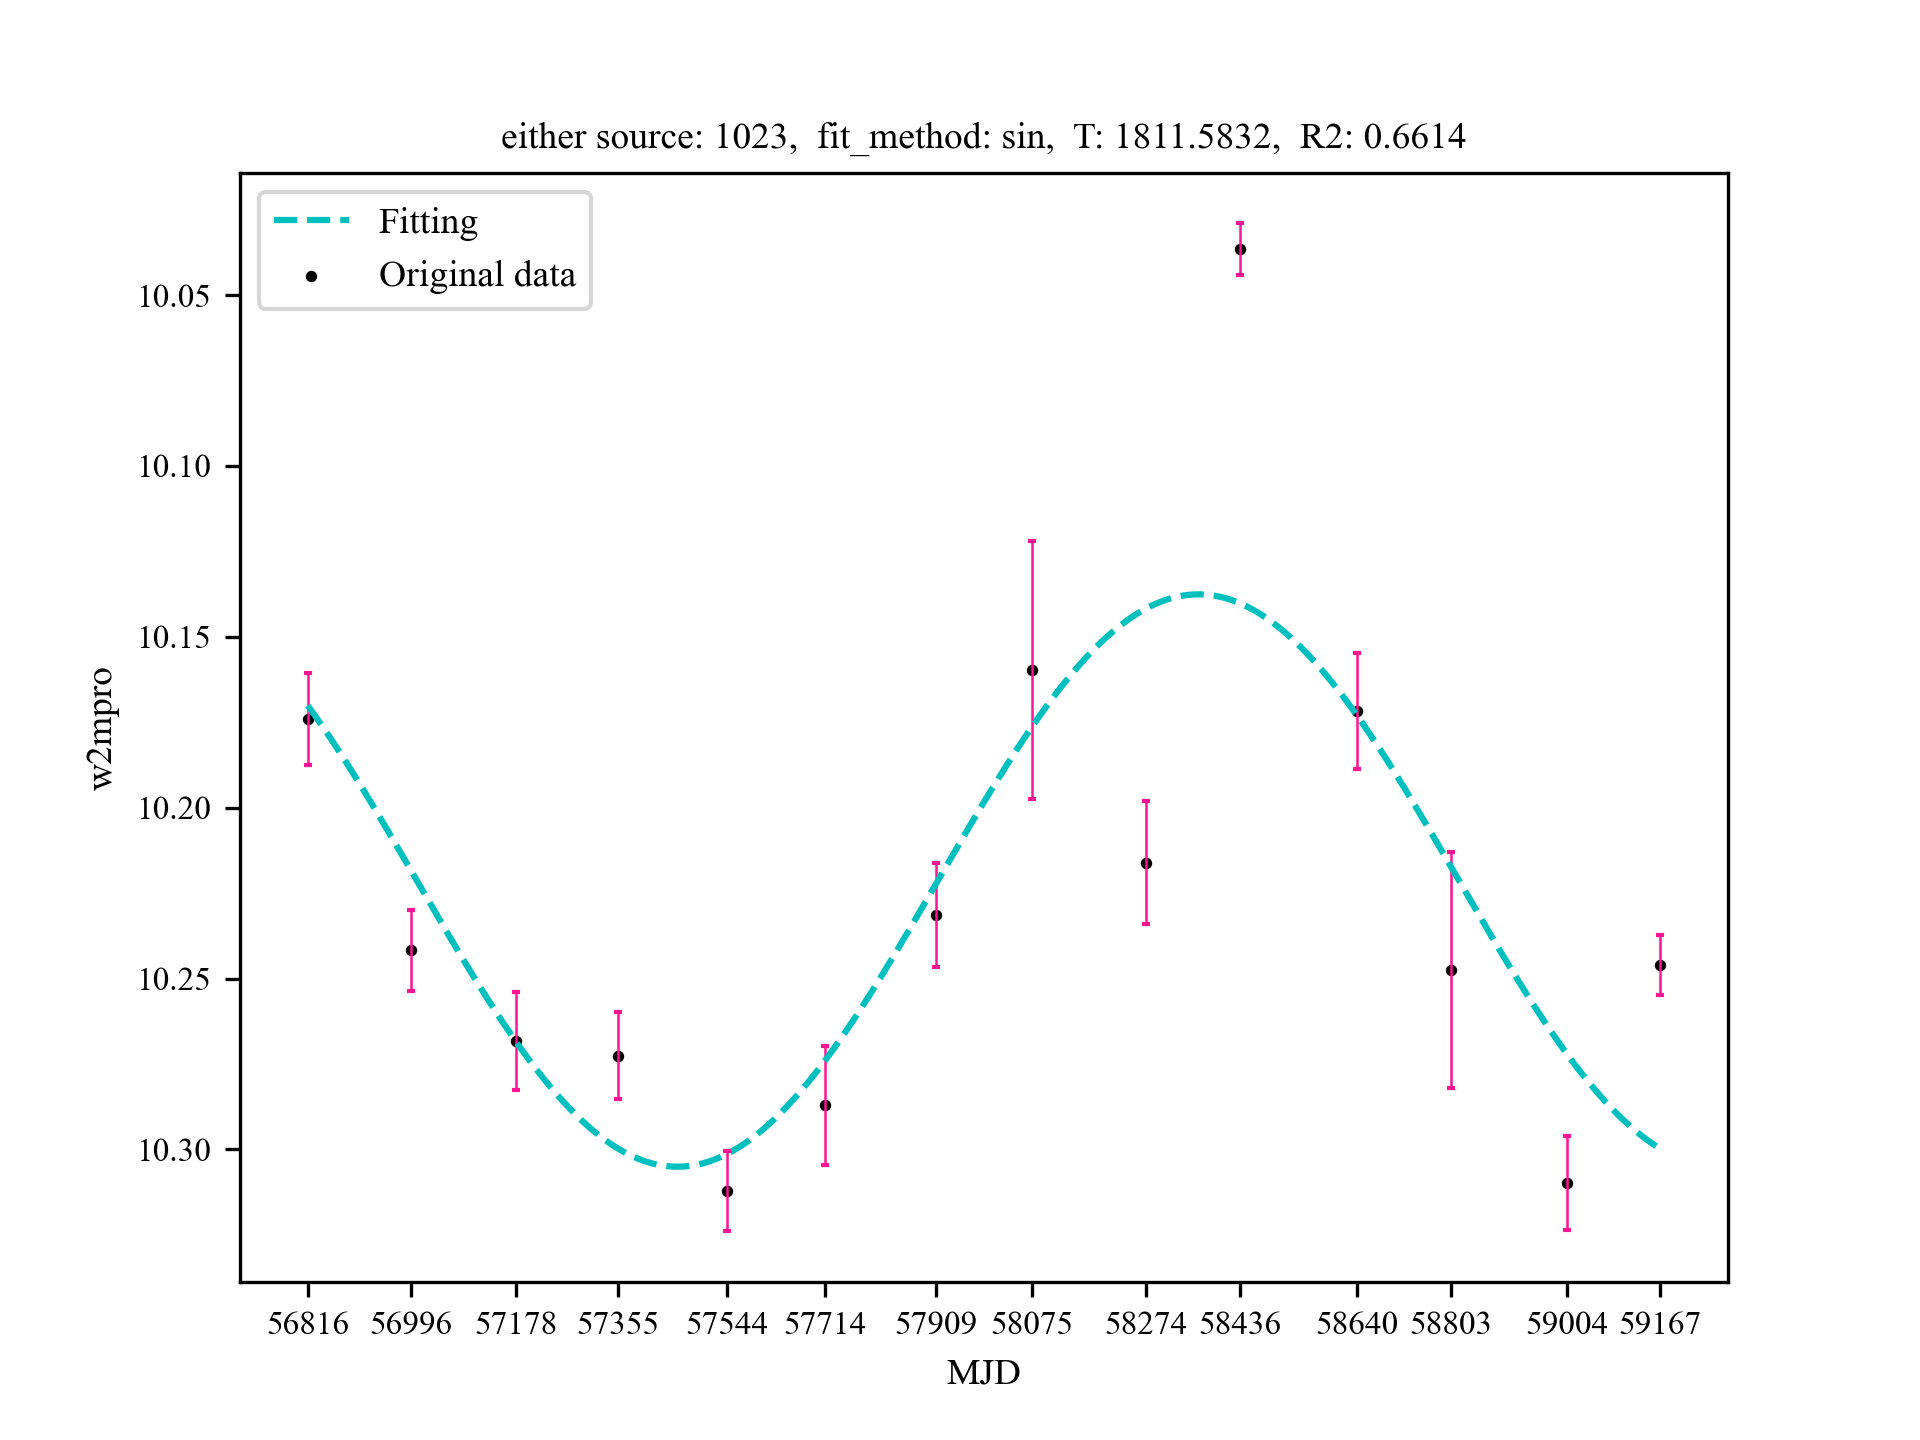 either source: 1023,  fit_method: sin,  T: 1811.5832,  R2: 0.6614
Fitting
Original data
10.05
10.10
10.15
10.20
10.25
10.30
w2mpro
56816 56996 57178 57355 57544 57714 57909 58075 58274 58436 58640 58803 59004 59167
MJD